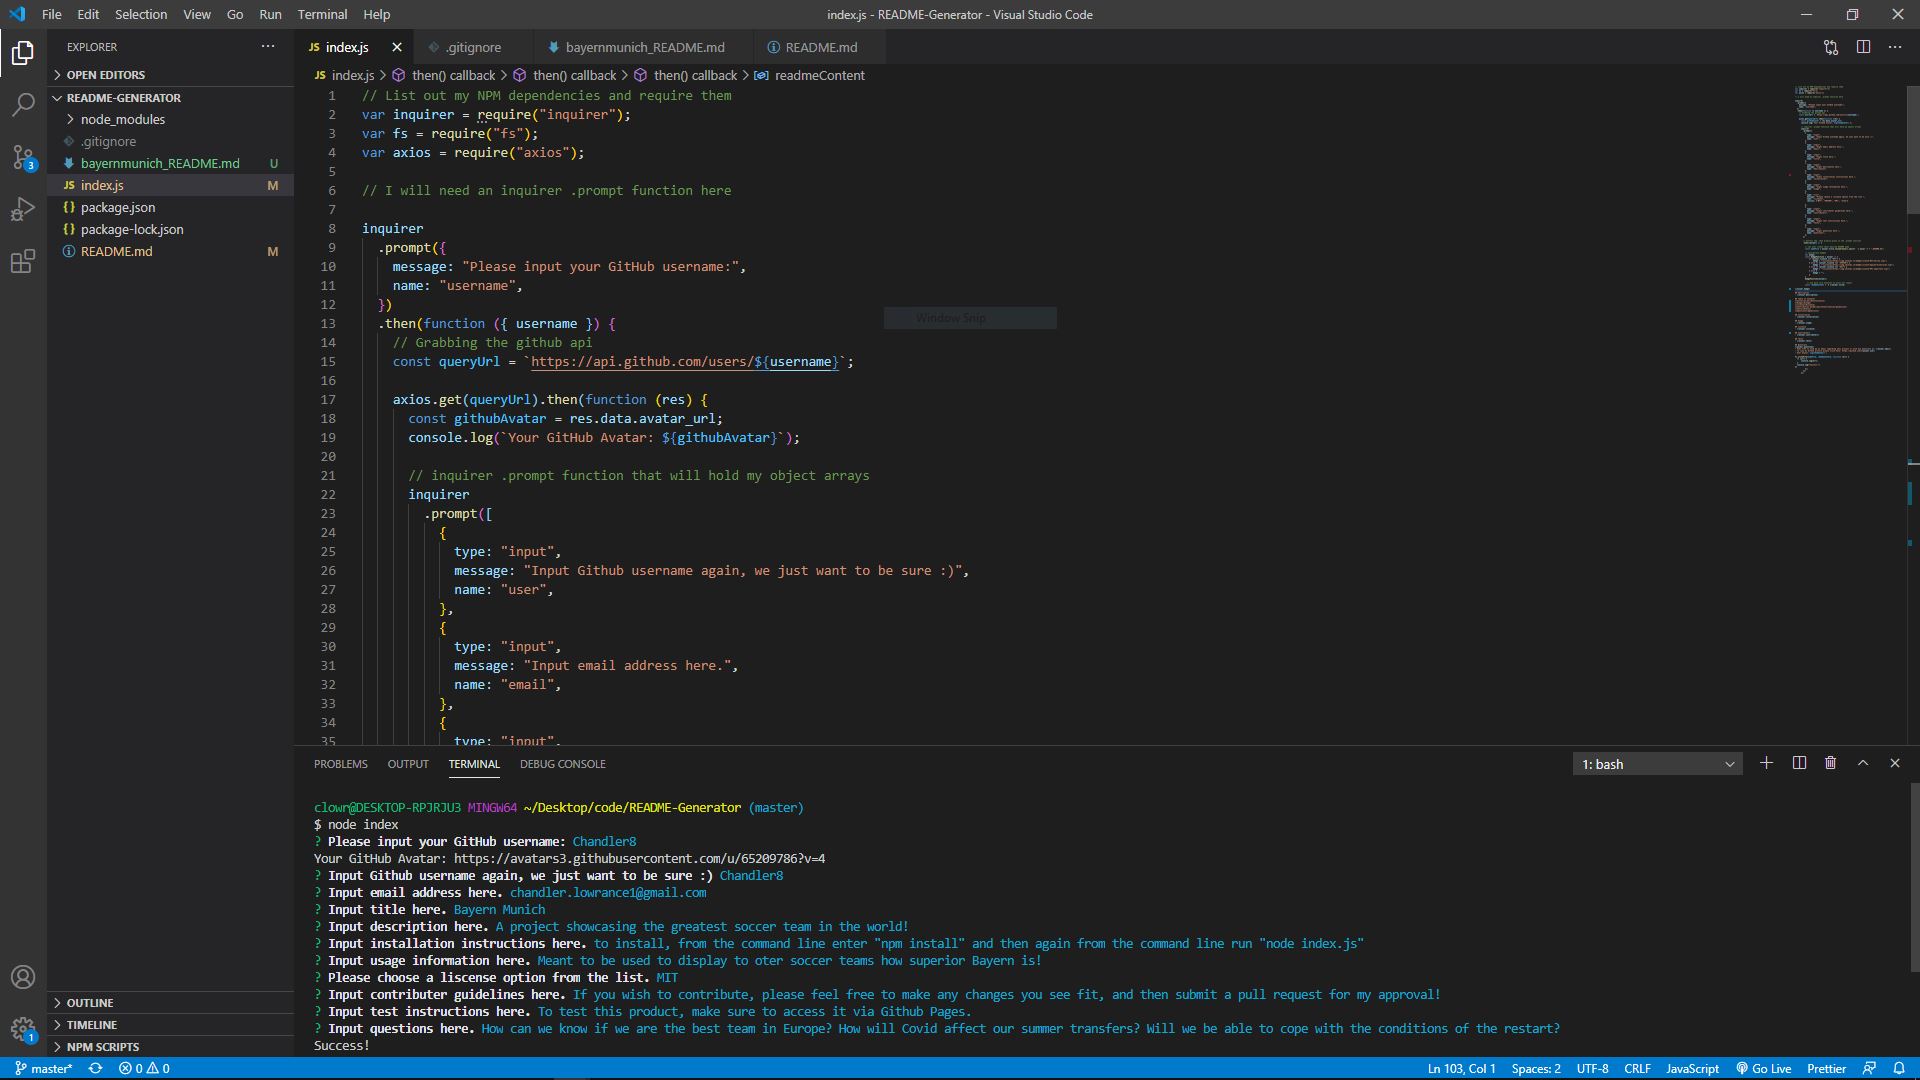 File Edit Selection View Go Run Terminal Help
index.js - README-Generator - Visual Studio Code
EXPLORER
OPEN EDITORS
README-GENERATOR
node_modules
.gitignore
bayernmunich_README.md U
index.js M
package.json
package-lock.json
README.md M
OUTLINE
TIMELINE
NPM SCRIPTS
3
1
JS index.js
.gitignore
bayernmunich_README.md
README.md
JS index.js > then() callback > then() callback > then() callback > readmeContent
1 // List out my NPM dependencies and require them
2 var inquirer = require("inquirer");
3 var fs = require("fs");
4 var axios = require("axios");
5
6 // I will need an inquirer .prompt function here
7
8 inquirer
9 .prompt({
10 message: "Please input your GitHub username:",
11 name: "username",
12 })
13 .then(function ({ username }) {
14 // Grabbing the github api
15 const queryUrl = `https://api.github.com/users/${username}`;
16
17 axios.get(queryUrl).then(function (res) {
18 const githubAvatar = res.data.avatar_url;
19 console.log(`Your GitHub Avatar: ${githubAvatar}`);
20
21 // inquirer .prompt function that will hold my object arrays
22 inquirer
23 .prompt([
24 {
25 type: "input",
26 message: "Input Github username again, we just want to be sure :)",
27 name: "user",
28 },
29 {
30 type: "input",
31 message: "Input email address here.",
32 name: "email",
33 },
34 {
35 type: "input",
Window Snip
PROBLEMS OUTPUT TERMINAL DEBUG CONSOLE
1: bash
clowr@DESKTOP-RPJRJU3 MINGW64 ~/Desktop/code/README-Generator (master)
$ node index
? Please input your GitHub username: Chandler8
Your GitHub Avatar: https://avatars3.githubusercontent.com/u/65209786?v=4
? Input Github username again, we just want to be sure :) Chandler8
? Input email address here. chandler.lowrance1@gmail.com
? Input title here. Bayern Munich
? Input description here. A project showcasing the greatest soccer team in the world!
? Input installation instructions here. to install, from the command line enter "npm install" and then again from the command line run "node index.js"
? Input usage information here. Meant to be used to display to oter soccer teams how superior Bayern is!
? Please choose a liscense option from the list. MIT
? Input contributer guidelines here. If you wish to contribute, please feel free to make any changes you see fit, and then submit a pull request for my approval!
? Input test instructions here. To test this product, make sure to access it via Github Pages.
? Input questions here. How can we know if we are the best team in Europe? How will Covid affect our summer transfers? Will we be able to cope with the conditions of the restart?
Success!
master* 0 0
Ln 103, Col 1 Spaces: 2 UTF-8 CRLF JavaScript Go Live Prettier